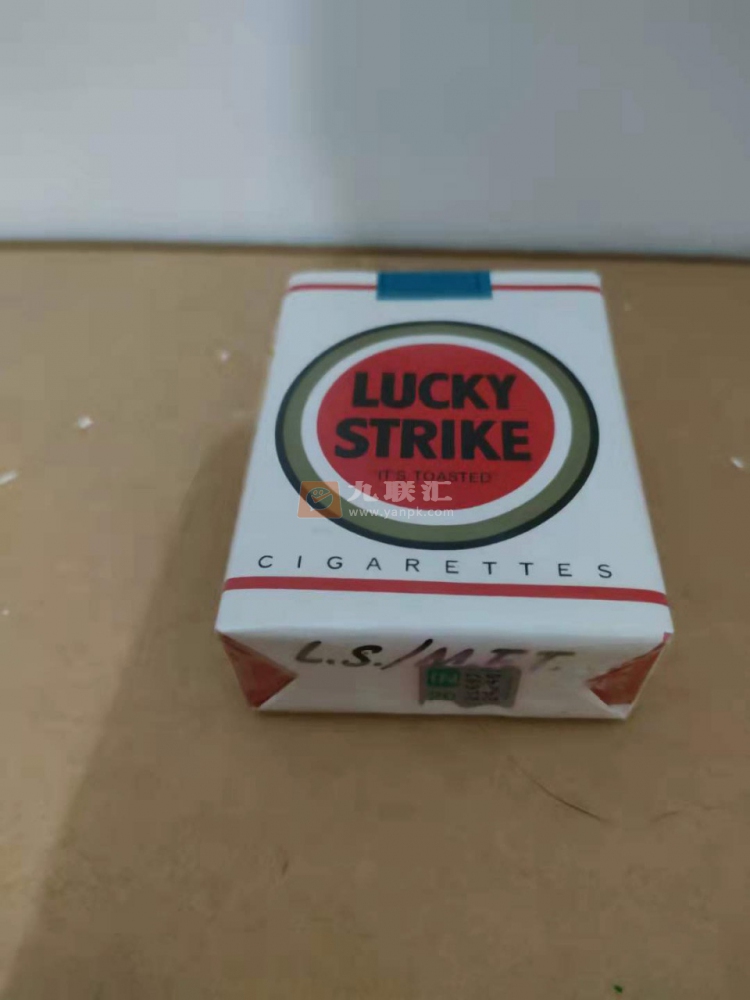 LUCKY
STRIKE
"IT'S TOASTED"
九联汇
www.yanpk.com
CIGARETTES
L.S./M.I.T.